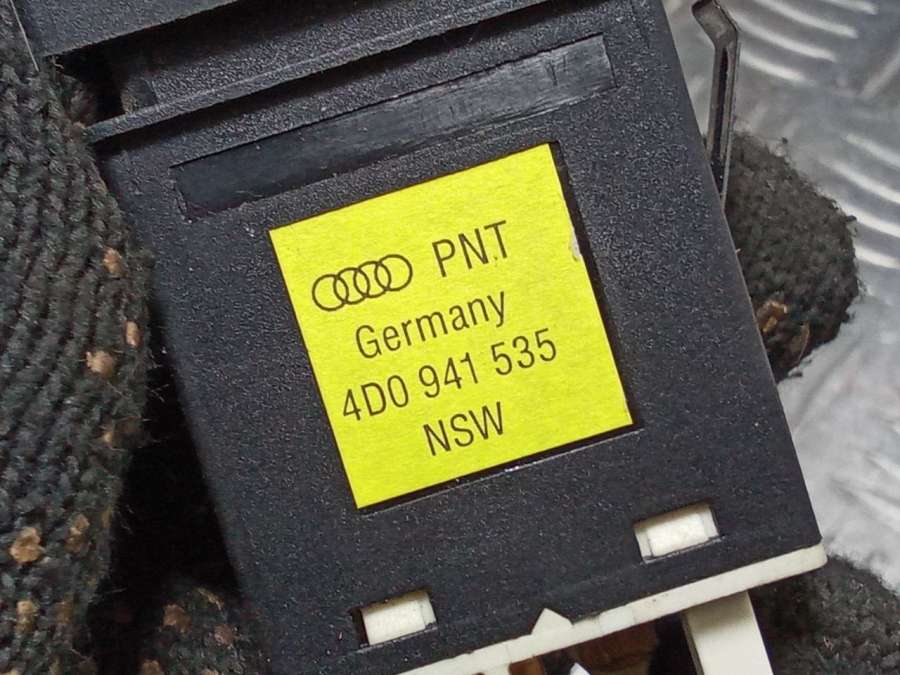 PNT
Germany
4D0 941 535
NSW